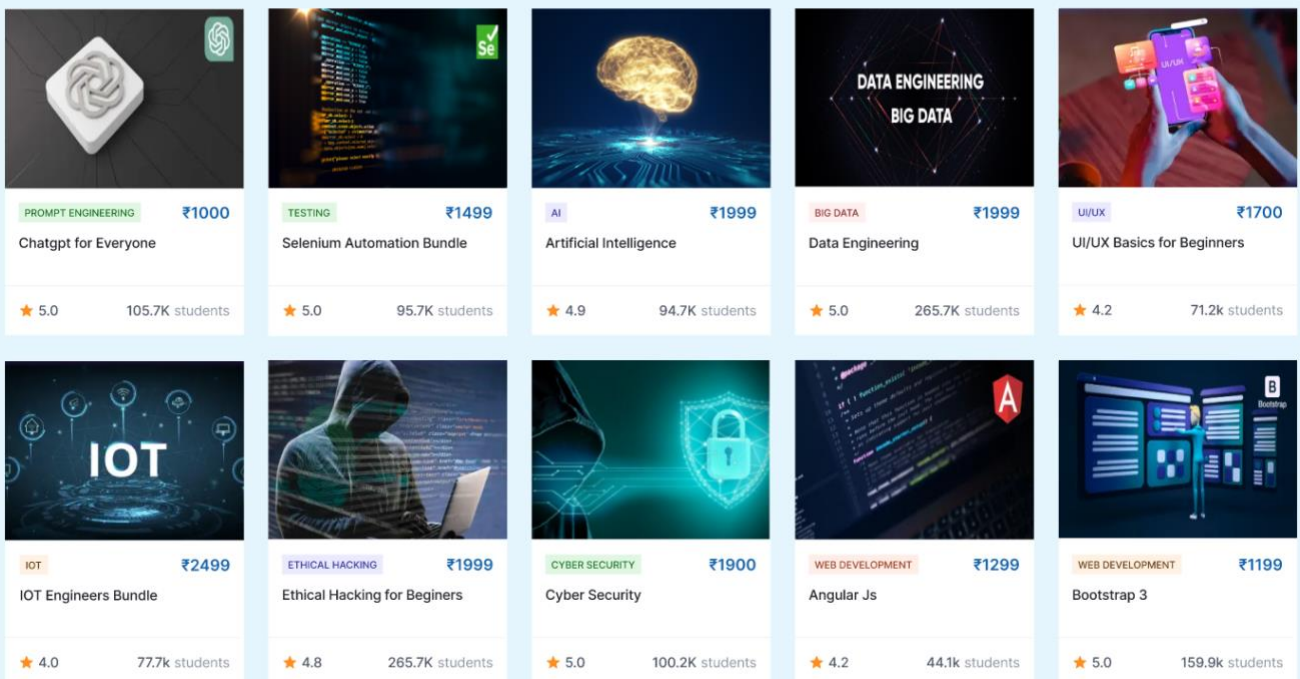 Se
DATA ENGINEERING
BIG DATA
UI/UX
PROMPT ENGINEERING ₹1000
Chatgpt for Everyone
5.0 105.7K students
TESTING ₹1499
Selenium Automation Bundle
5.0 95.7K students
AI ₹1999
Artificial Intelligence
4.9 94.7K students
BIG DATA ₹1999
Data Engineering
5.0 265.7K students
UI/UX ₹1700
UI/UX Basics for Beginners
4.2 71.2k students
IOT
A
B
Bootstrap
IOT ₹2499
IOT Engineers Bundle
4.0 77.7k students
ETHICAL HACKING ₹1999
Ethical Hacking for Beginers
4.8 265.7K students
CYBER SECURITY ₹1900
Cyber Security
5.0 100.2K students
WEB DEVELOPMENT ₹1299
Angular Js
4.2 44.1k students
WEB DEVELOPMENT ₹1199
Bootstrap 3
5.0 159.9k students